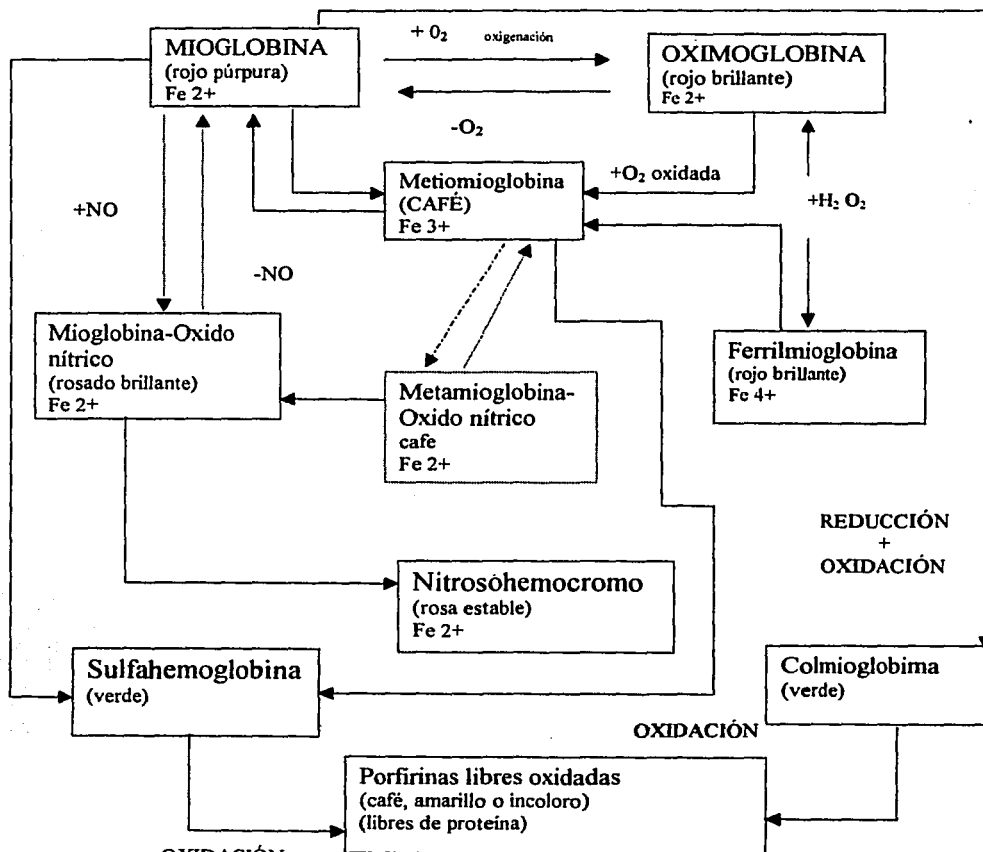 MIOGLOBINA
(rojo púrpura)
Fe 2+
+ 0₂ oxigenación
-O₂
OXIMOGLOBINA
(rojo brillante)
Fe 2+
Metiomioglobina
(CAFÉ)
Fe 3+
+O₂ oxidada
+H₂ O₂
+NO
-NO
Mioglobina-Oxido
nítrico
(rosado brillante)
Fe 2+
Metamioglobina-
Oxido nítrico
cafe
Fe 2+
Ferrilmioglobina
(rojo brillante)
Fe 4+
REDUCCIÓN
+
OXIDACIÓN
Nitrosohemocromo
(rosa estable)
Fe 2+
Sulfahemoglobina
(verde)
Colmioglobima
(verde)
OXIDACIÓN
Porfirinas libres oxidadas
(café, amarillo o incoloro)
(libres de proteína)
OXIDACIÓN